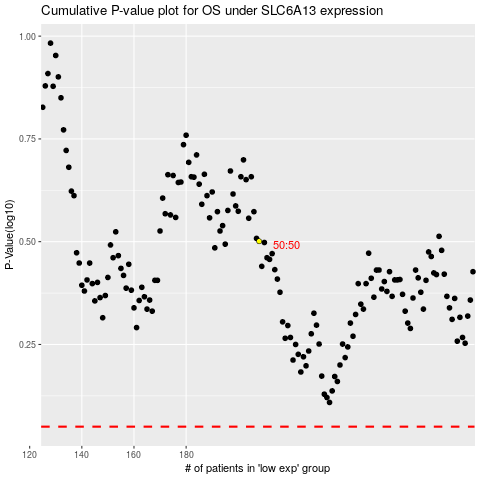 Cumulative P-value plot for OS under SLC6A13 expression
P-Value(log10)
1.00
0.75
0.50
0.25
50:50
120 140 160 180
# of patients in 'low exp' group